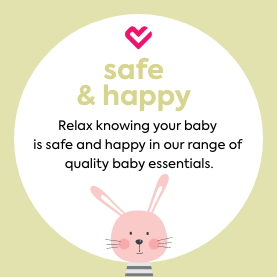 safe
& happy
Relax knowing your baby
is safe and happy in our range of
quality baby essentials.